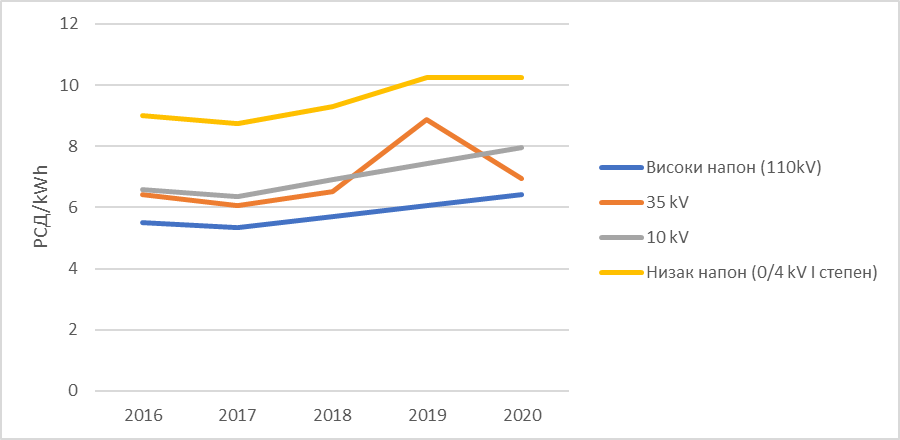 12
10
8
6
4
2
0
РСД/kWh
2016 2017 2018 2019 2020
Високи напон (110kV)
35 kV
10 kV
Низак напон (0/4 kV I степен)